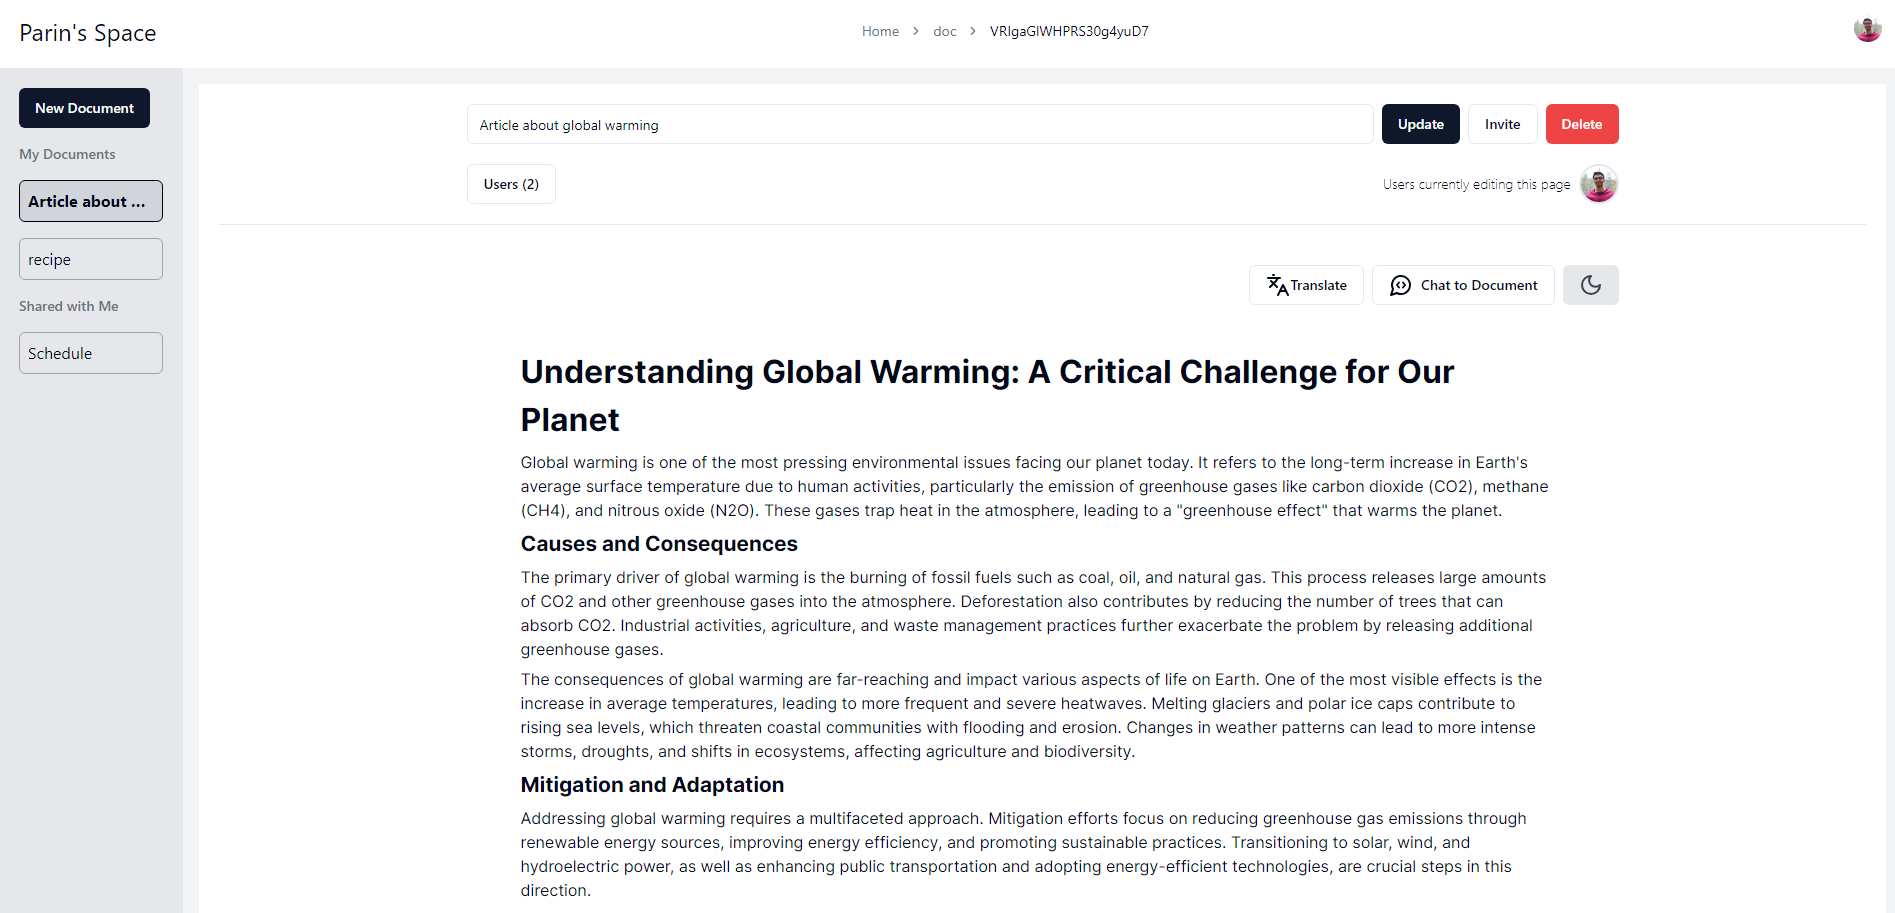 Parin's Space
Home > doc > VRIgaGlWHPRS30g4yuD7
New Document
My Documents
Article about ...
recipe
Shared with Me
Schedule
Article about global warming
Update
Invite
Delete
Users (2)
Users currently editing this page
Translate
Chat to Document
Understanding Global Warming: A Critical Challenge for Our
Planet
Global warming is one of the most pressing environmental issues facing our planet today. It refers to the long-term increase in Earth's
average surface temperature due to human activities, particularly the emission of greenhouse gases like carbon dioxide (CO2), methane
(CH4), and nitrous oxide (N2O). These gases trap heat in the atmosphere, leading to a "greenhouse effect" that warms the planet.
Causes and Consequences
The primary driver of global warming is the burning of fossil fuels such as coal, oil, and natural gas. This process releases large amounts
of CO2 and other greenhouse gases into the atmosphere. Deforestation also contributes by reducing the number of trees that can
absorb CO2. Industrial activities, agriculture, and waste management practices further exacerbate the problem by releasing additional
greenhouse gases.
The consequences of global warming are far-reaching and impact various aspects of life on Earth. One of the most visible effects is the
increase in average temperatures, leading to more frequent and severe heatwaves. Melting glaciers and polar ice caps contribute to
rising sea levels, which threaten coastal communities with flooding and erosion. Changes in weather patterns can lead to more intense
storms, droughts, and shifts in ecosystems, affecting agriculture and biodiversity.
Mitigation and Adaptation
Addressing global warming requires a multifaceted approach. Mitigation efforts focus on reducing greenhouse gas emissions through
renewable energy sources, improving energy efficiency, and promoting sustainable practices. Transitioning to solar, wind, and
hydroelectric power, as well as enhancing public transportation and adopting energy-efficient technologies, are crucial steps in this
direction.